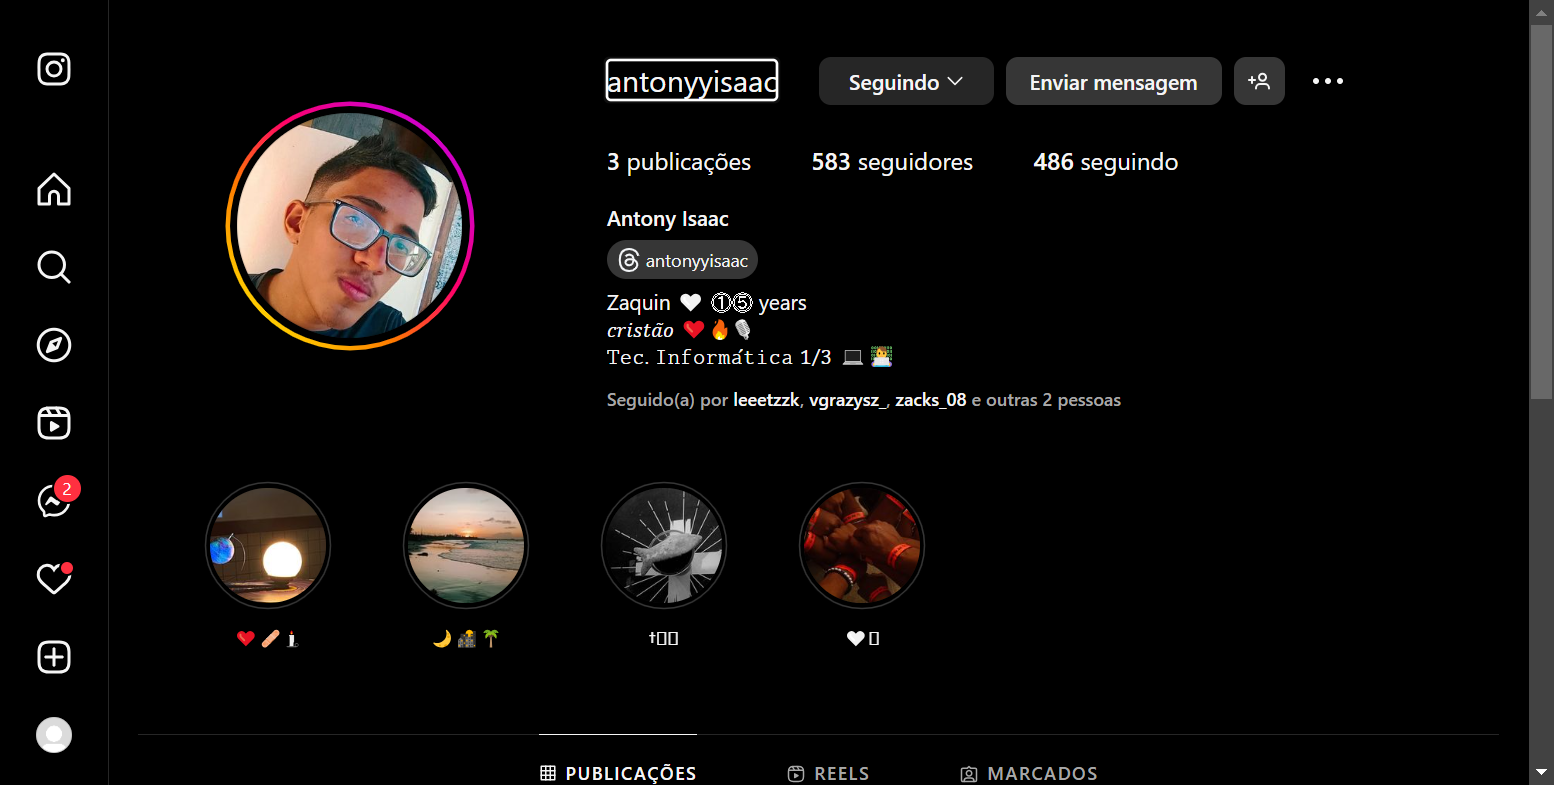 antonyyisaac
Seguindo
Enviar mensagem
3 publicações
583 seguidores
486 seguindo
Antony Isaac
antonyyisaac
Zaquin 🤍 ⓵⓹ years
𝑐𝑟𝑖𝑠𝑡ã𝑜 ❤️🔥🎙️
𝚃𝚎𝚌. 𝙸𝚗𝚏𝚘𝚛𝚖á𝚝𝚒𝚌𝚊 1/3 💻👨‍💻
Seguido(a) por leeetzzk, vgrazysz_, zacks_08 e outras 2 pessoas
2
PUBLICAÇÕES
REELS
MARCADOS